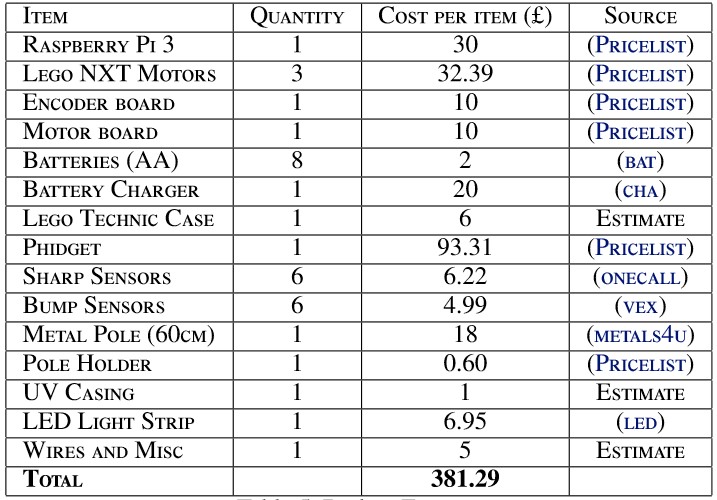 Item Quantity Cost per item (£) Source
Raspberry Pi 3 1 30 (Pricelist)
Lego NXT Motors 3 32.39 (Pricelist)
Encoder board 1 10 (Pricelist)
Motor board 1 10 (Pricelist)
Batteries (AA) 8 2 (bat)
Battery Charger 1 20 (cha)
Lego Technic Case 1 6 Estimate
Phidget 1 93.31 (Pricelist)
Sharp Sensors 6 6.22 (onecall)
Bump Sensors 6 4.99 (vex)
Metal Pole (60cm) 1 18 (metals4u)
Pole Holder 1 0.60 (Pricelist)
UV Casing 1 1 Estimate
LED Light Strip 1 6.95 (led)
Wires and Misc 1 5 Estimate
Total 381.29